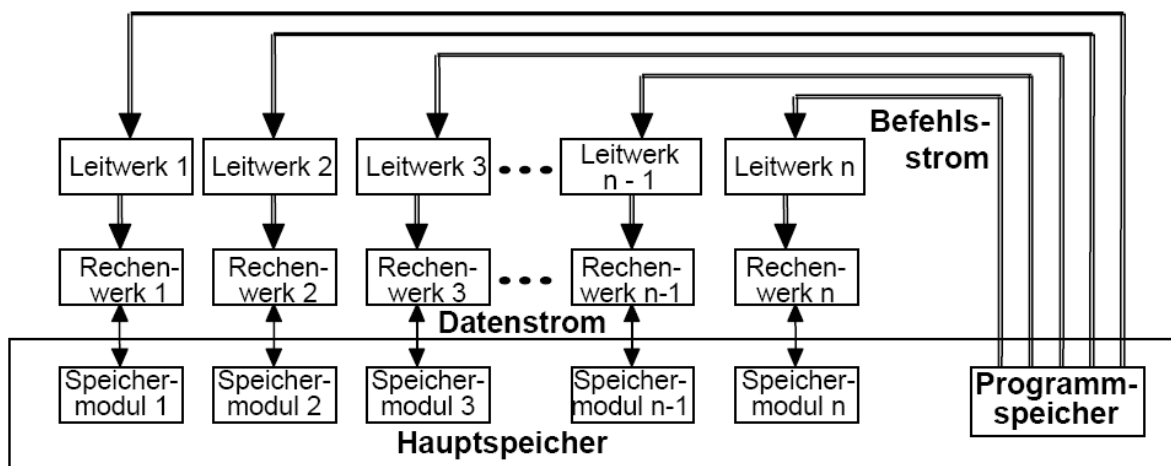 Befehls-
strom
Leitwerk 1
Leitwerk 2
Leitwerk 3
Leitwerk
n - 1
Leitwerk n
Rechen-
werk 1
Rechen-
werk 2
Rechen-
werk 3
Rechen-
werk n-1
Rechen-
werk n
Datenstrom
Speicher-
modul 1
Speicher-
modul 2
Speicher-
modul 3
Speicher-
modul n-1
Speicher-
modul n
Programm-
speicher
Hauptspeicher